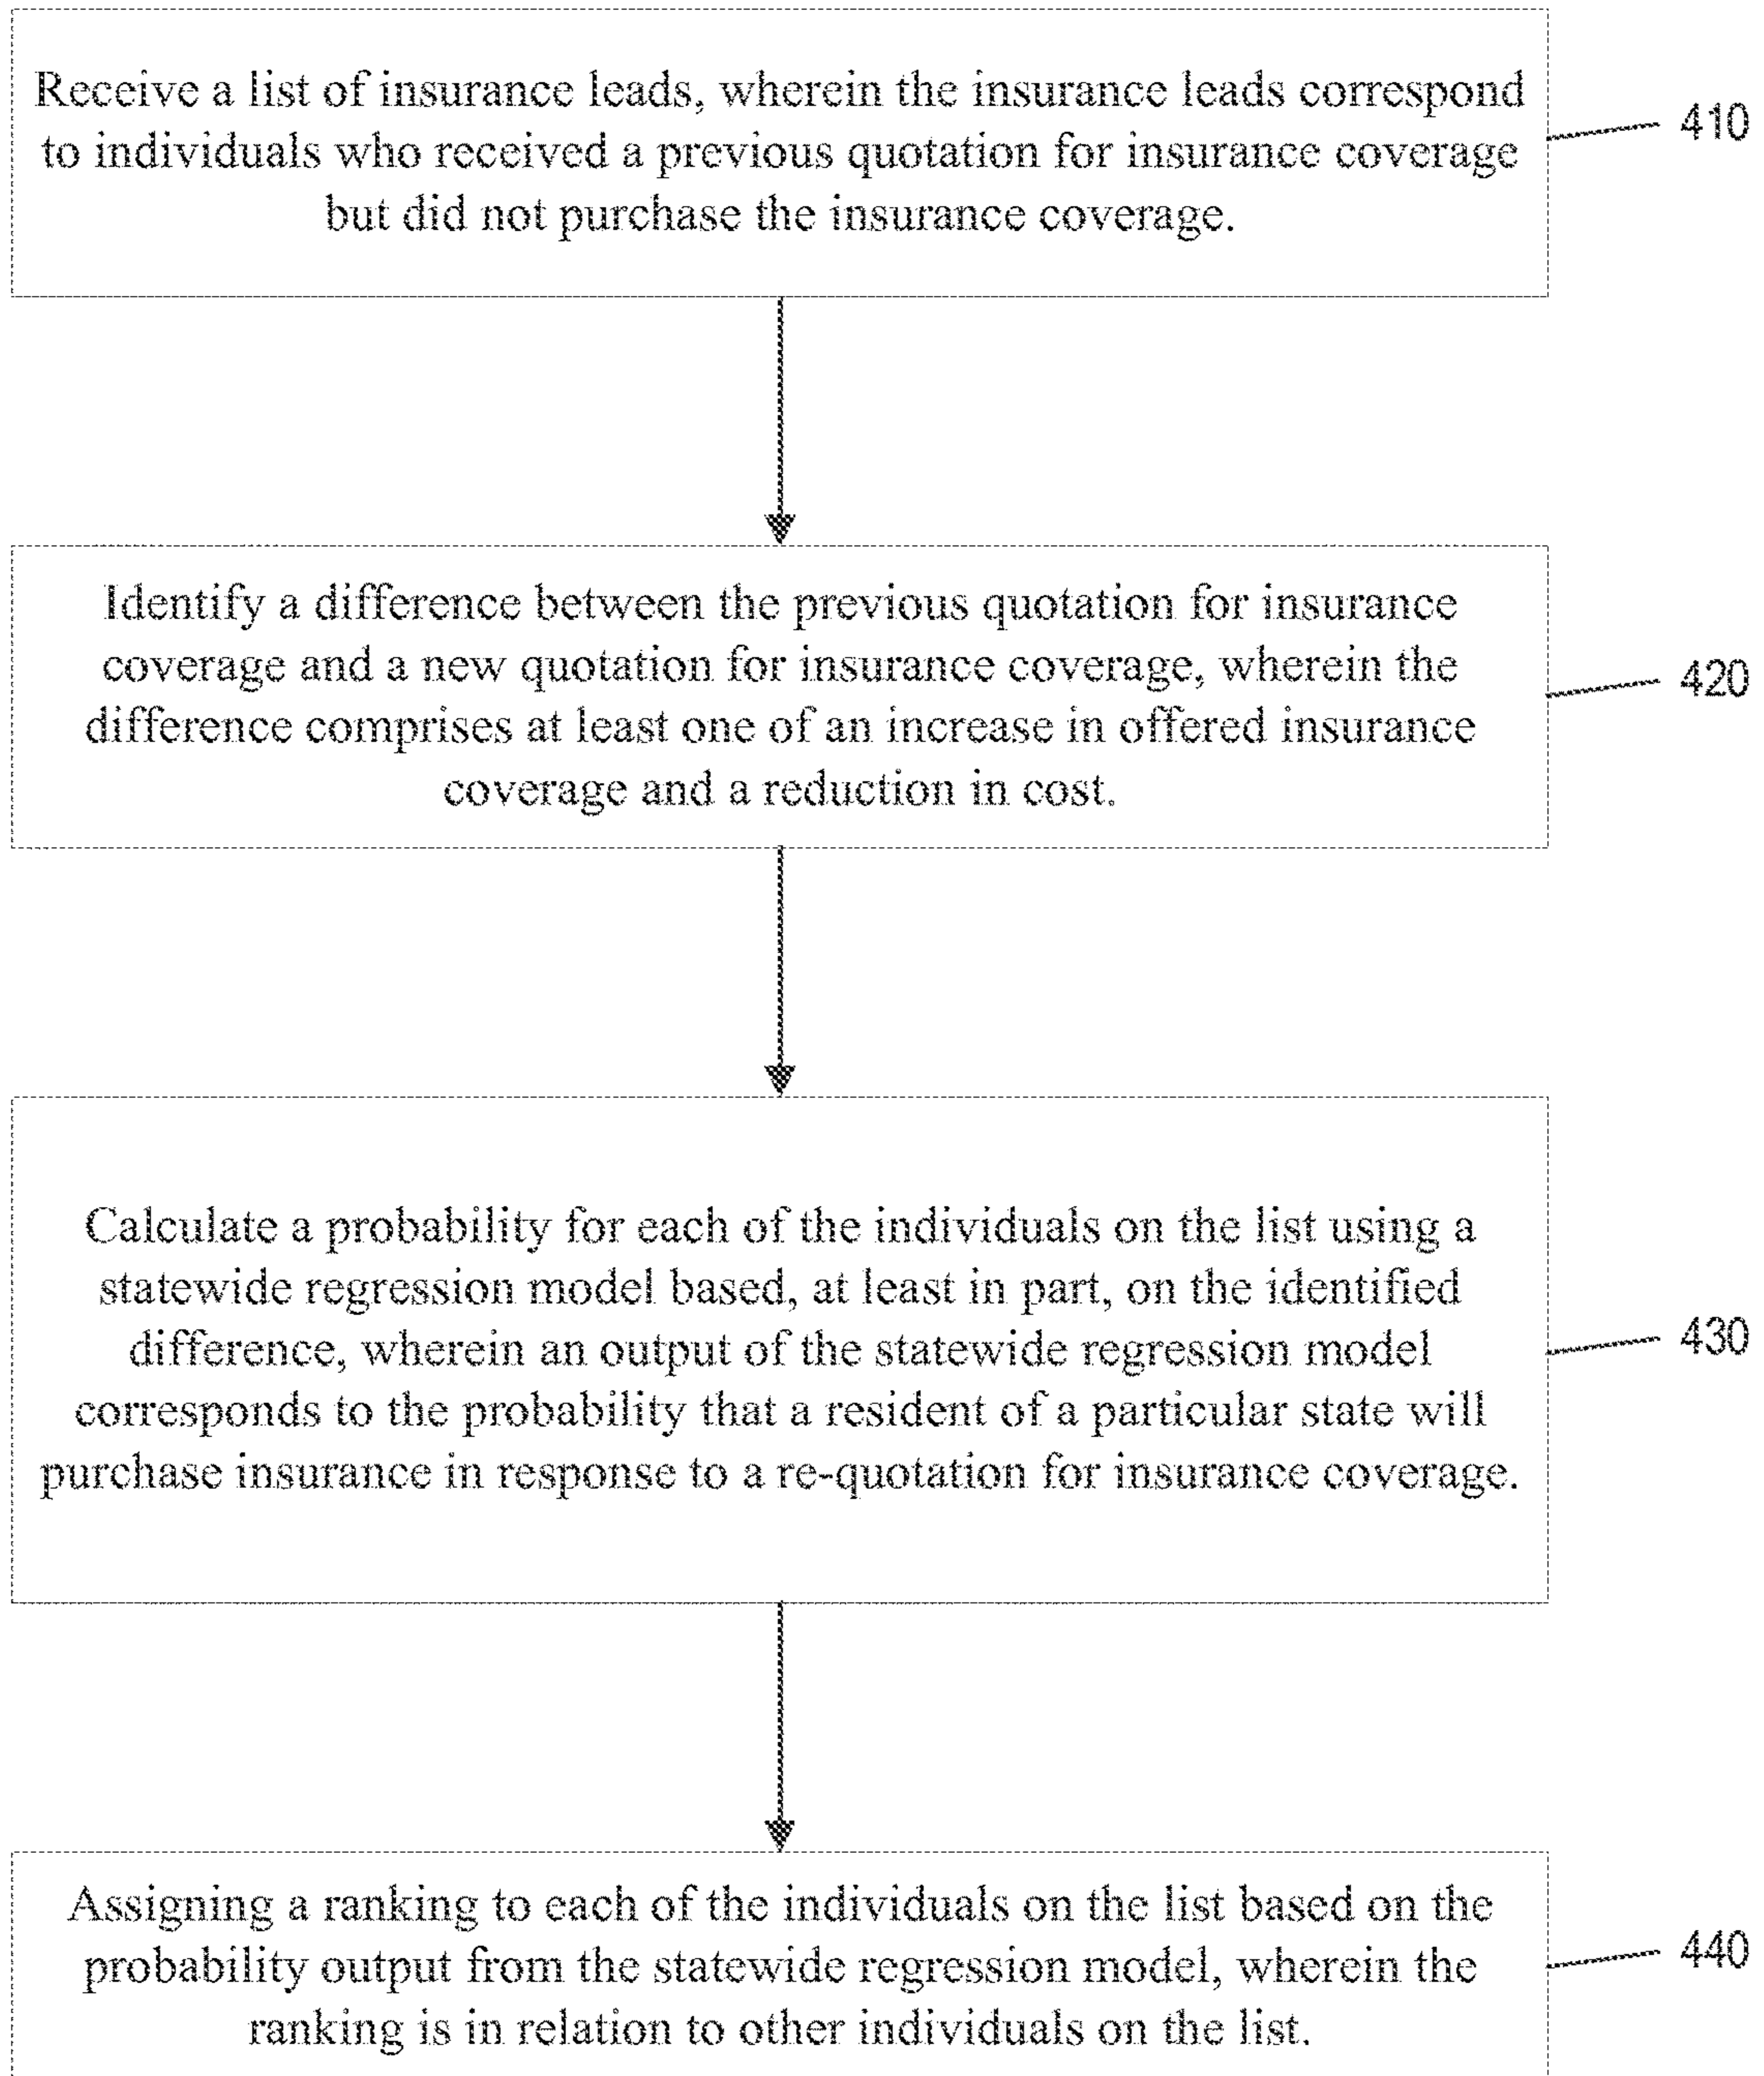 Receive a list of insurance leads, wherein the insurance leads correspond
to individuals who received a previous quotation for insurance coverage
but did not purchase the insurance coverage.
410
Identify a difference between the previous quotation for insurance
coverage and a new quotation for insurance coverage, wherein the
difference comprises at least one of an increase in offered insurance
coverage and a reduction in cost.
420
Calculate a probability for each of the individuals on the list using a
statewide regression model based, at least in part, on the identified
difference, wherein an output of the statewide regression model
corresponds to the probability that a resident of a particular state will
purchase insurance in response to a re-quotation for insurance coverage.
430
Assigning a ranking to each of the individuals on the list based on the
probability output from the statewide regression model, wherein the
ranking is in relation to other individuals on the list.
440